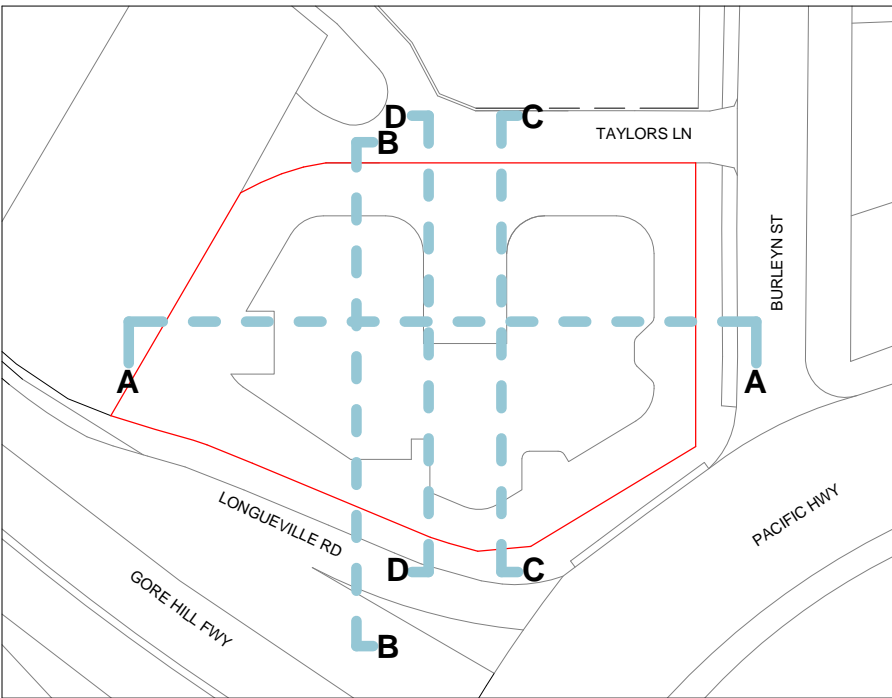 D
C
TAYLORS LN
B
BURLEYN ST
A
A
LONGUEVILLE RD
PACIFIC HWY
D
C
GORE HILL FWY
B